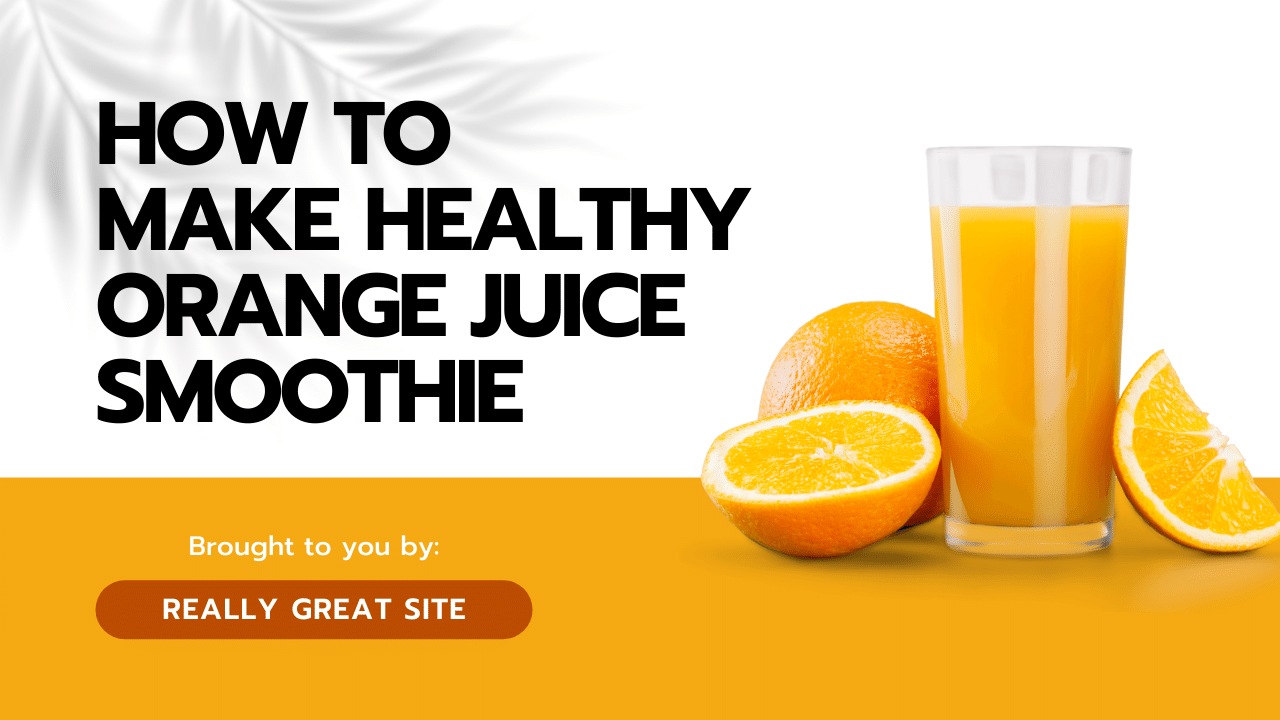 HOW TO
MAKE HEALTHY
ORANGE JUICE
SMOOTHIE
Brought to you by:
REALLY GREAT SITE